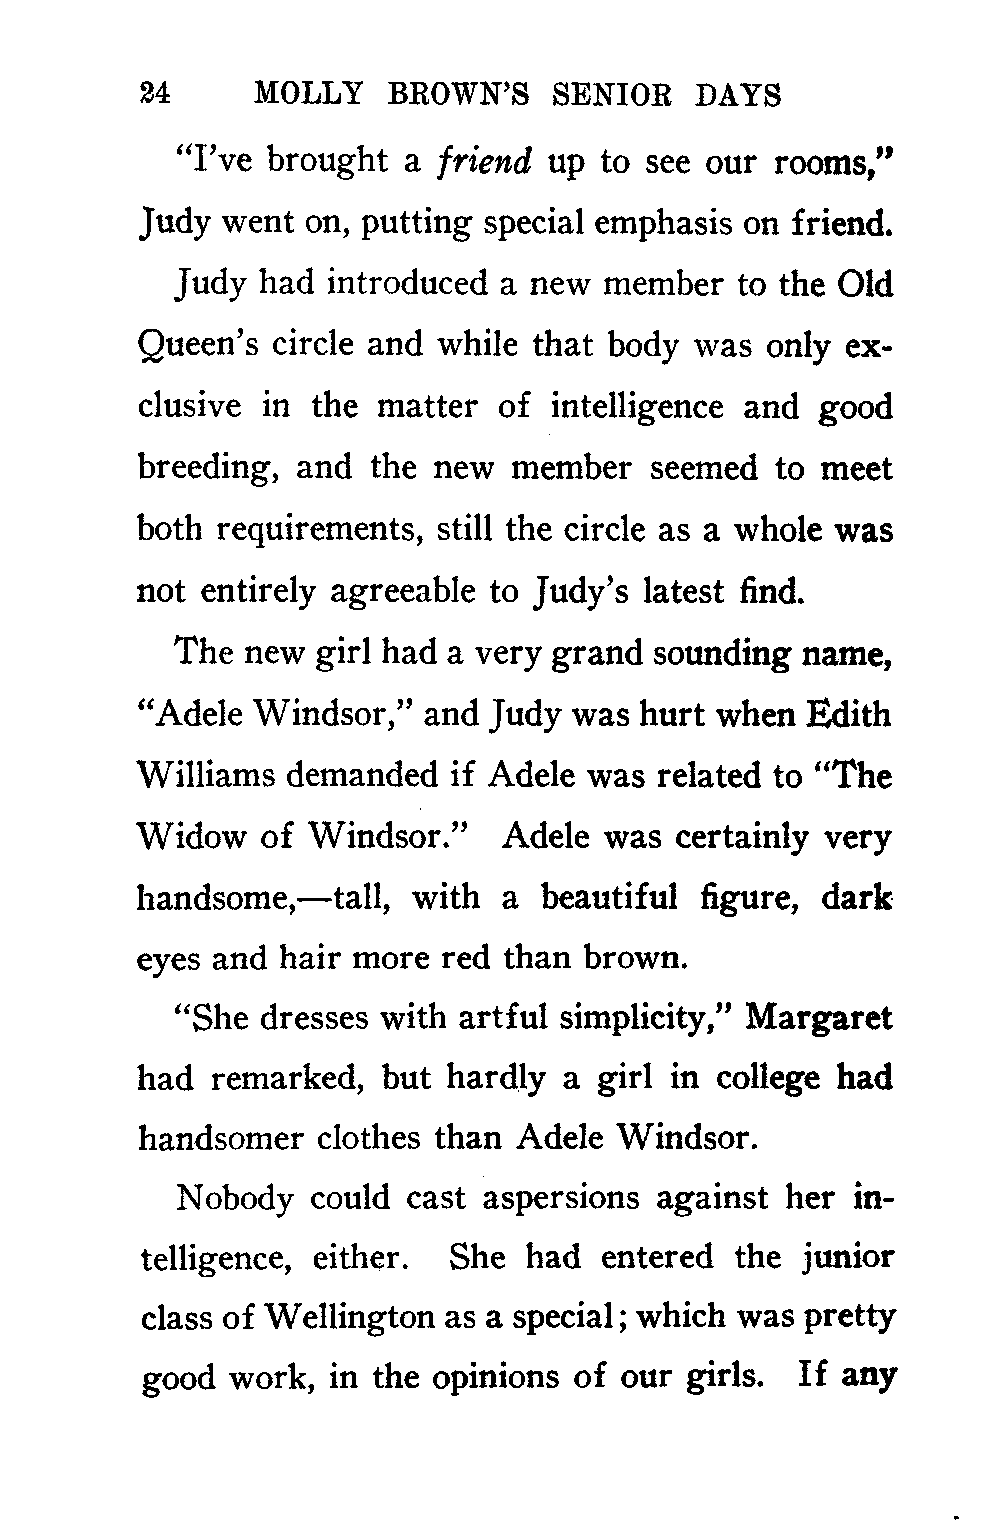 24 MOLLY BROWN'S SENIOR DAYS
"I've brought a friend up to see our rooms,"
Judy went on, putting special emphasis on friend.
Judy had introduced a new member to the Old
Queen's circle and while that body was only ex-
clusive in the matter of intelligence and good
breeding, and the new member seemed to meet
both requirements, still the circle as a whole was
not entirely agreeable to Judy's latest find.
The new girl had a very grand sounding name,
"Adele Windsor," and Judy was hurt when Edith
Williams demanded if Adele was related to "The
Widow of Windsor." Adele was certainly very
handsome,—tall, with a beautiful figure, dark
eyes and hair more red than brown.
"She dresses with artful simplicity," Margaret
had remarked, but hardly a girl in college had
handsomer clothes than Adele Windsor.
Nobody could cast aspersions against her in-
telligence, either. She had entered the junior
class of Wellington as a special; which was pretty
good work, in the opinions of our girls. If any